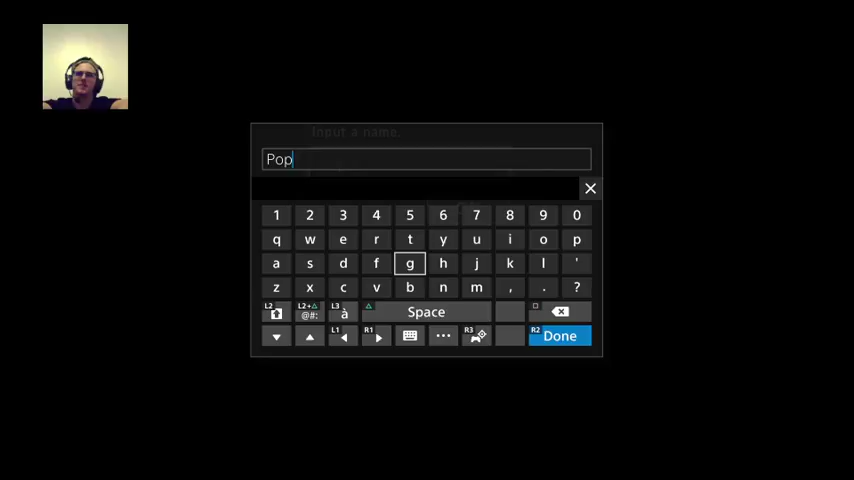 Input a name.
Pop
1 2 3 4 5 6 7 8 9 0
q w e r t y u i o p
a s d f g h j k l '
z x c v b n m , . ?
L2 L2+△ @#: L3 à △ Space □
L1 R1 ... R3 R2 Done